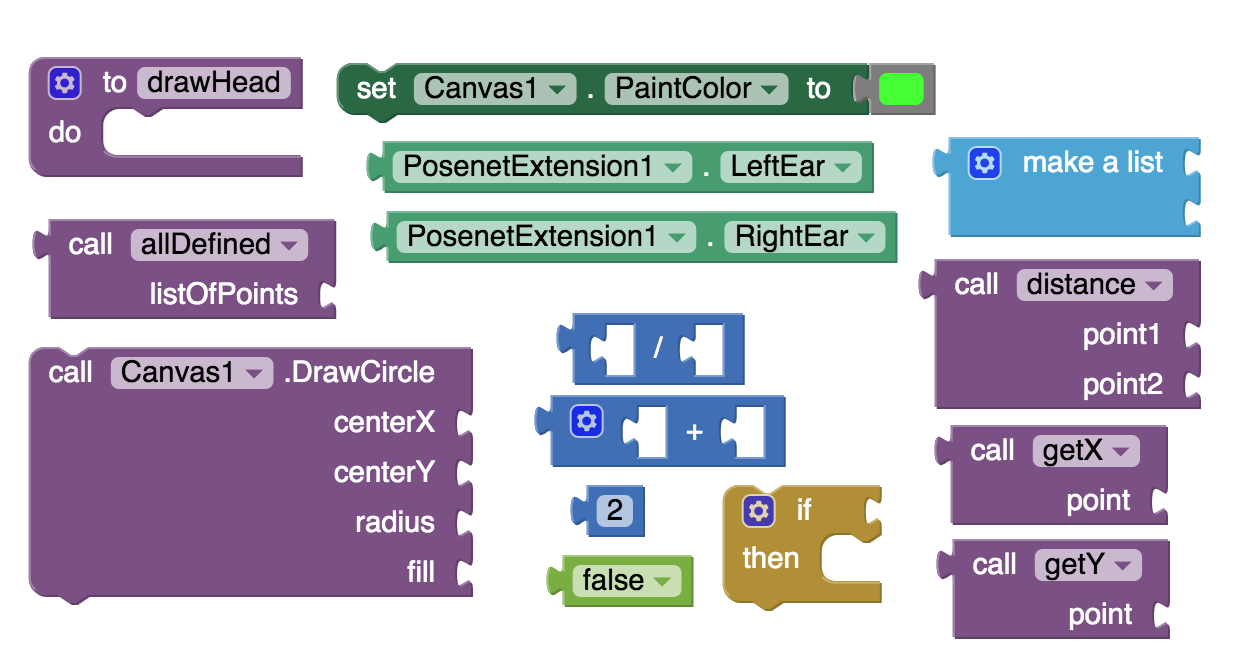 to drawHead
do
set Canvas1 . PaintColor to
PosenetExtension1 . LeftEar
make a list
call allDefined
listOfPoints
PosenetExtension1 . RightEar
call distance
point1
point2
call Canvas1 .DrawCircle
centerX
centerY
radius
fill
/
+
2
false
if
then
call getX
point
call getY
point